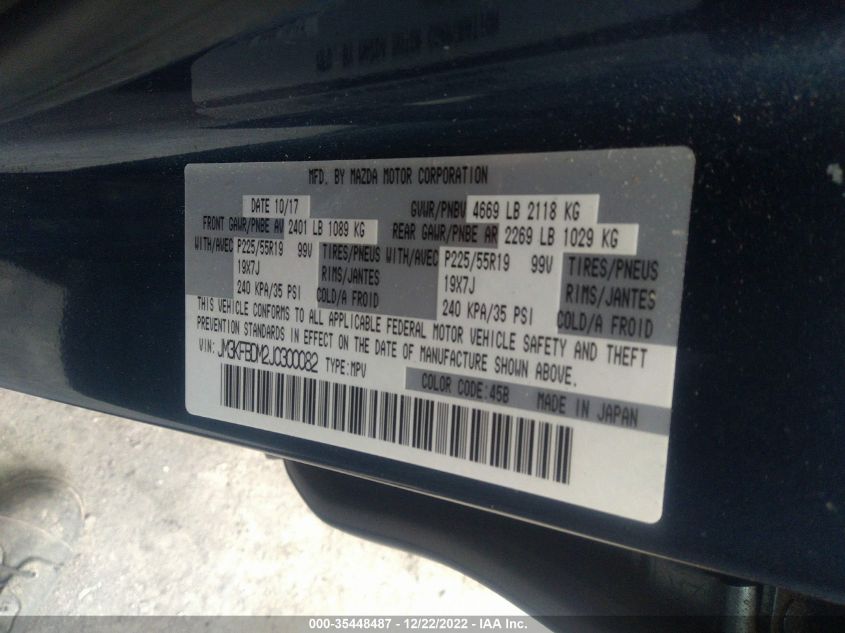 MFD. BY MAZDA MOTOR CORPORATION
DATE 10/17 GVWR/PNBV 4669 LB 2118 KG
FRONT GAWR/PNBE AV 2401 LB 1089 KG REAR GAWR/PNBE AR 2269 LB 1029 KG
WITH/AVEC P225/55R19 99V TIRES/PNEUS WITH/AVEC P225/55R19 99V TIRES/PNEUS
19X7J RIMS/JANTES 19X7J RIMS/JANTES
240 KPA/35 PSI COLD/A FROID 240 KPA/35 PSI COLD/A FROID
THIS VEHICLE CONFORMS TO ALL APPLICABLE FEDERAL MOTOR VEHICLE SAFETY AND THEFT
PREVENTION STANDARDS IN EFFECT ON THE DATE OF MANUFACTURE SHOWN ABOVE.
VIN: JM3KFBDM2J0300082 TYPE:MPV
COLOR CODE:45B MADE IN JAPAN
000-35448487 - 12/22/2022 - IAA Inc.